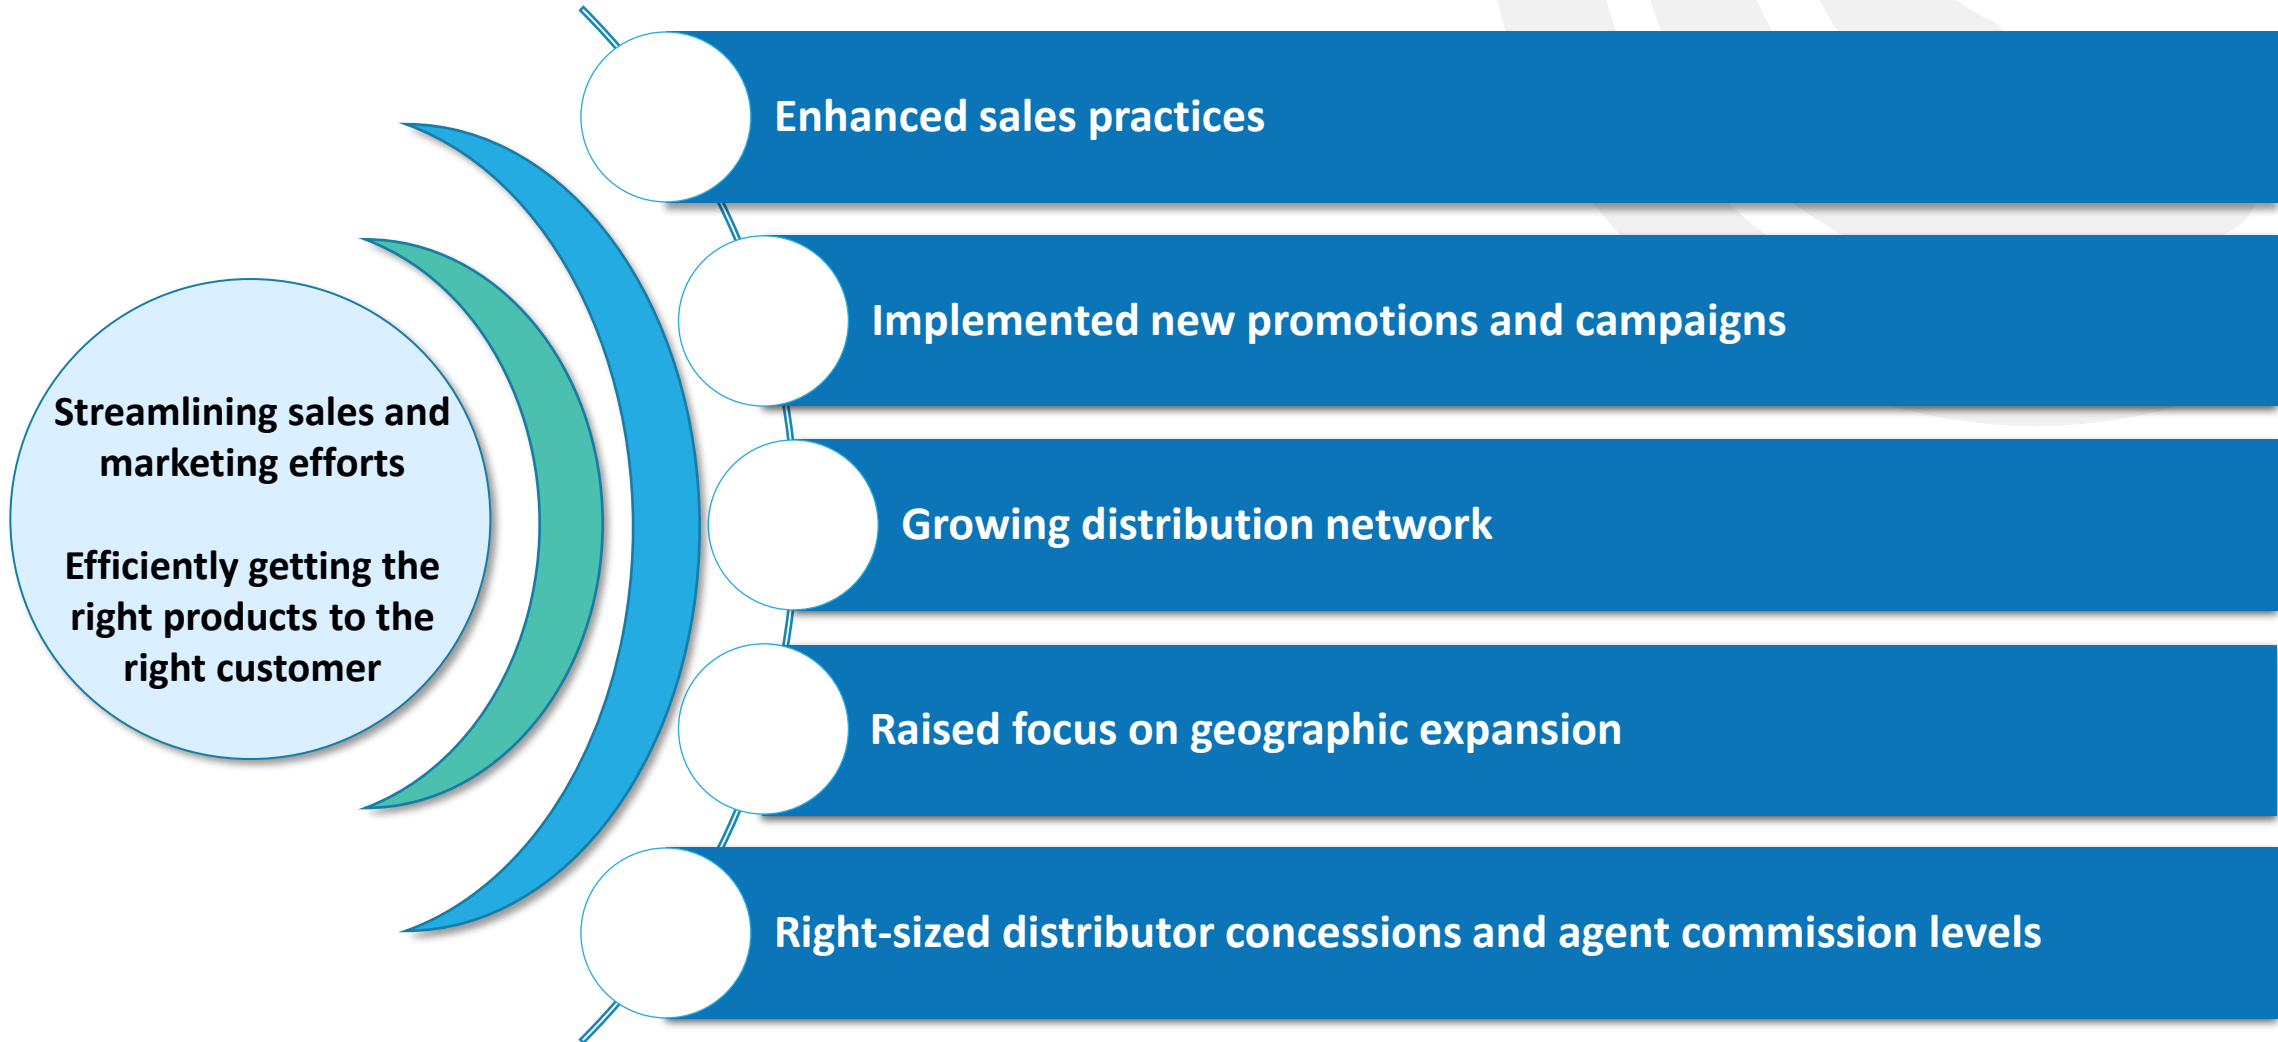 Streamlining sales and
marketing efforts
Efficiently getting the
right products to the
right customer
Enhanced sales practices
Implemented new promotions and campaigns
Growing distribution network
Raised focus on geographic expansion
Right-sized distributor concessions and agent commission levels